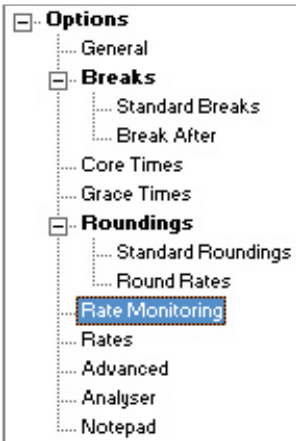 Options
General
Breaks
Standard Breaks
Break After
Core Times
Grace Times
Roundings
Standard Roundings
Round Rates
Rate Monitoring
Rates
Advanced
Analyser
Notepad